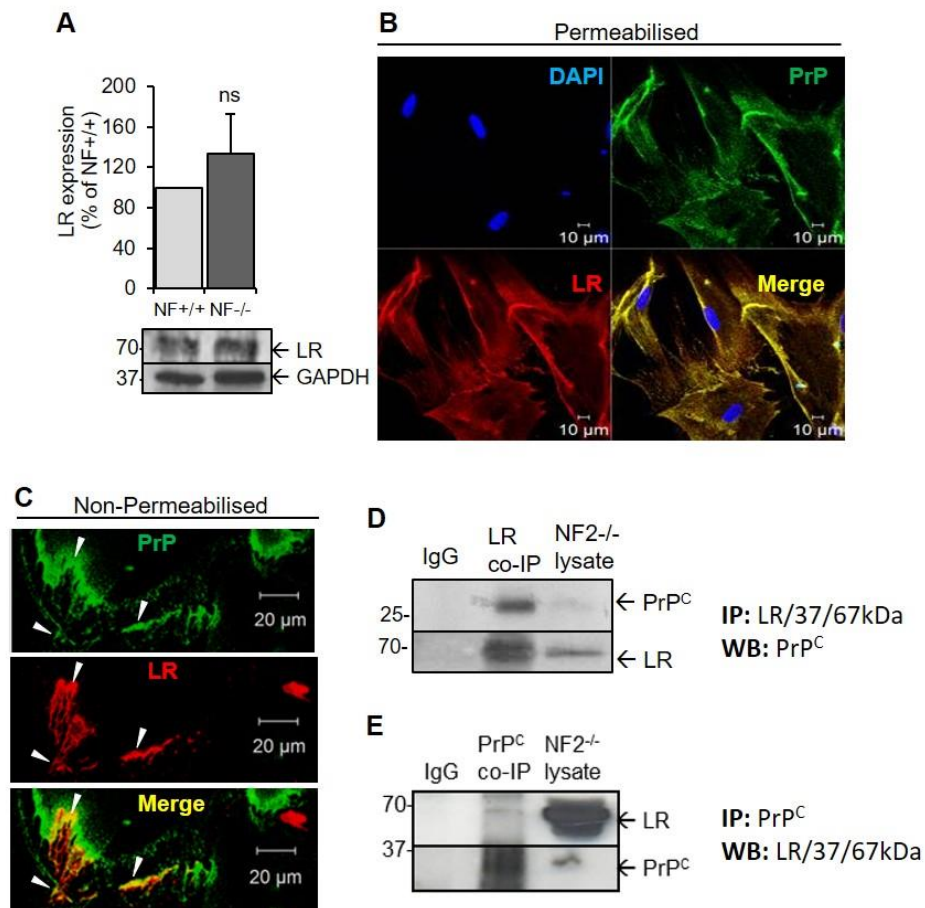 A
200
160
120
80
40
0
LR expression
(% of NF+/+)
ns
NF+/+ NF-/-
70
37
← LR
← GAPDH
B
Permeabilised
DAPI
PrP
10 µm
10 µm
LR
Merge
10 µm
10 µm
C
Non-Permeabilised
PrP
20 µm
LR
20 µm
Merge
20 µm
D
IgG
LR
co-IP
NF2-/-
lysate
25-
70-
← PrPᶜ
← LR
IP: LR/37/67kDa
WB: PrPᶜ
E
IgG
PrPᶜ
co-IP
NF2-/-
lysate
70-
37-
← LR
← PrPᶜ
IP: PrPᶜ
WB: LR/37/67kDa